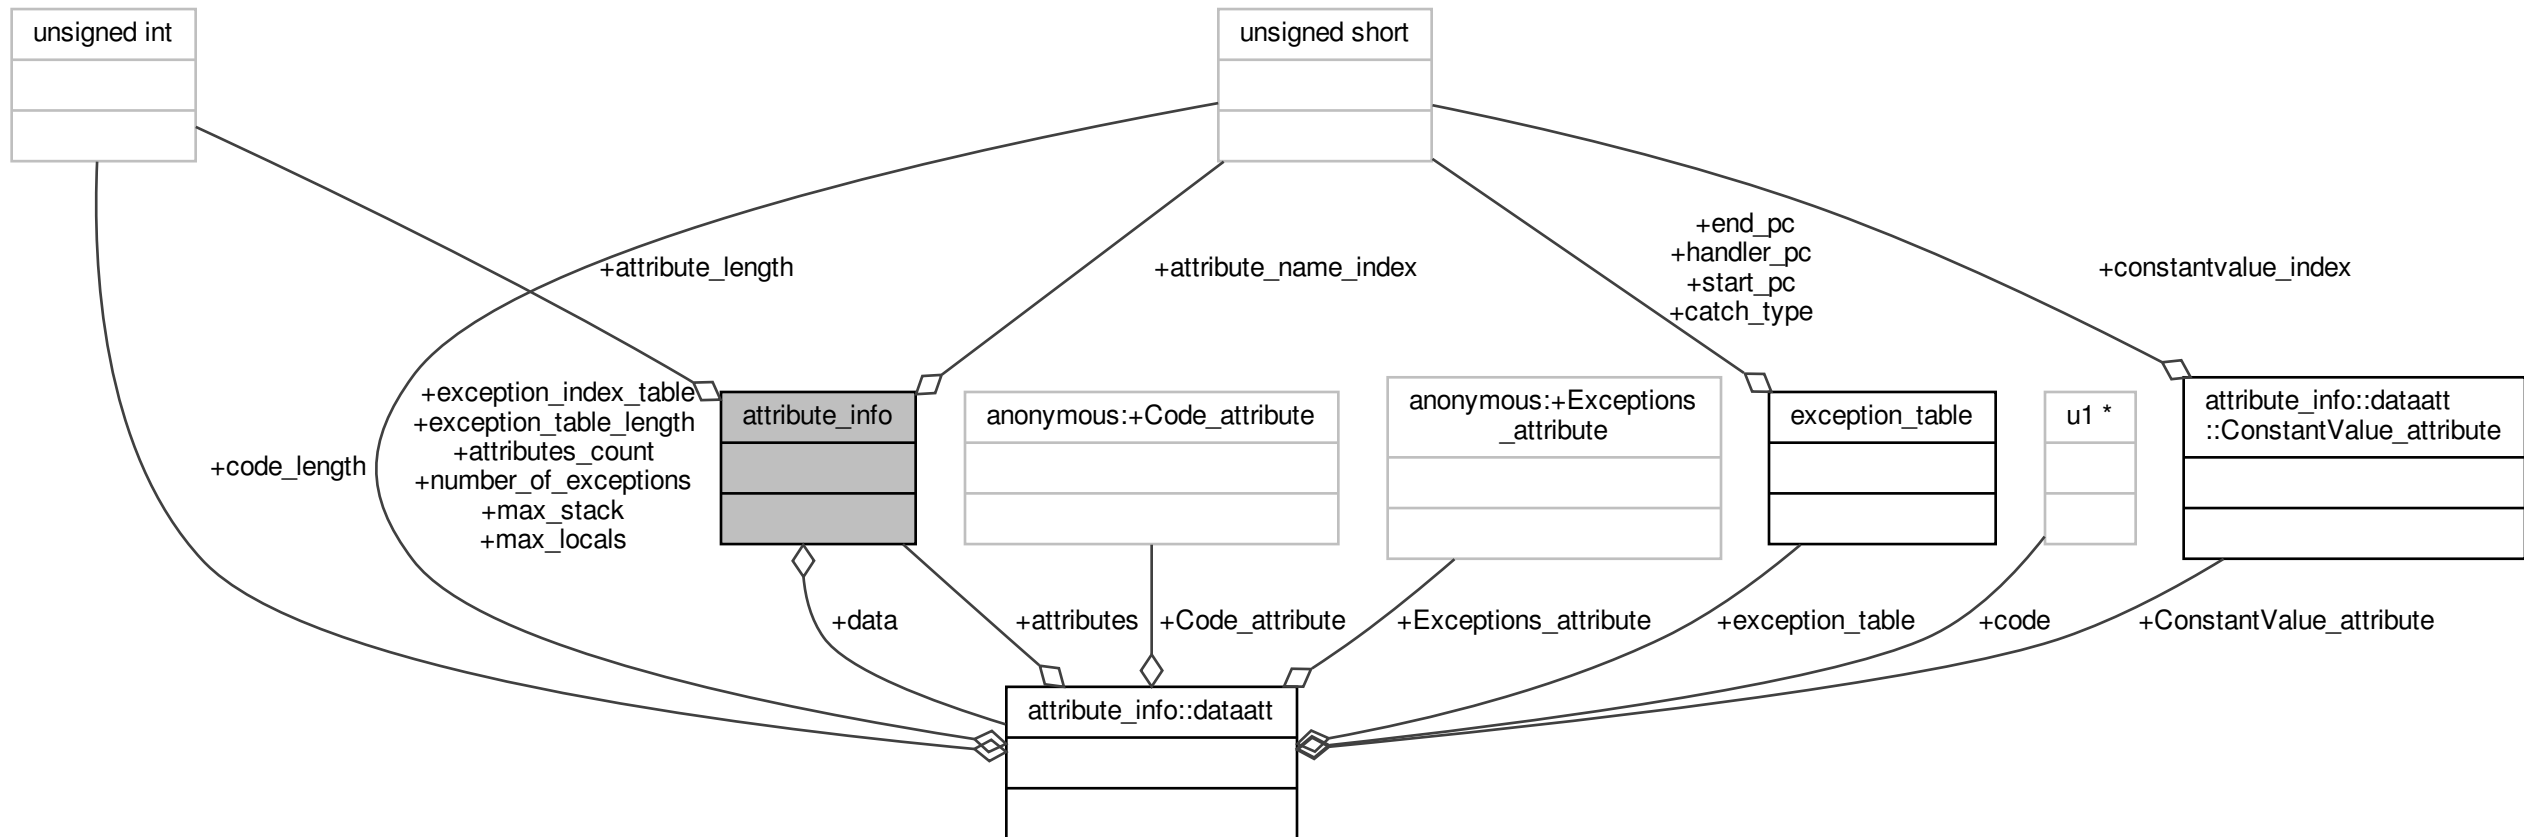 unsigned int
unsigned short
+end_pc
+handler_pc
+start_pc
+catch_type
+attribute_length
+attribute_name_index
+constantvalue_index
+exception_index_table
+exception_table_length
+attributes_count
+number_of_exceptions
+max_stack
+max_locals
+code_length
attribute_info
anonymous:+Code_attribute
anonymous:+Exceptions
_attribute
exception_table
u1 *
attribute_info::dataatt
::ConstantValue_attribute
+data
+attributes
+Code_attribute
+Exceptions_attribute
+exception_table
+code
+ConstantValue_attribute
attribute_info::dataatt